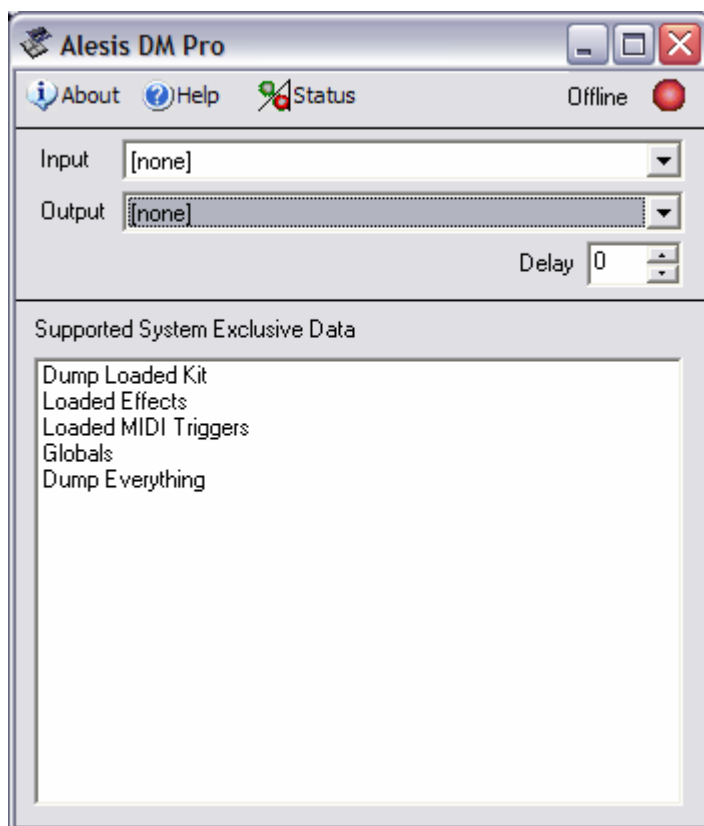 Alesis DM Pro
About Help Status Offline
Input [none]
Output [none]
Delay 0
Supported System Exclusive Data
Dump Loaded Kit
Loaded Effects
Loaded MIDI Triggers
Globals
Dump Everything